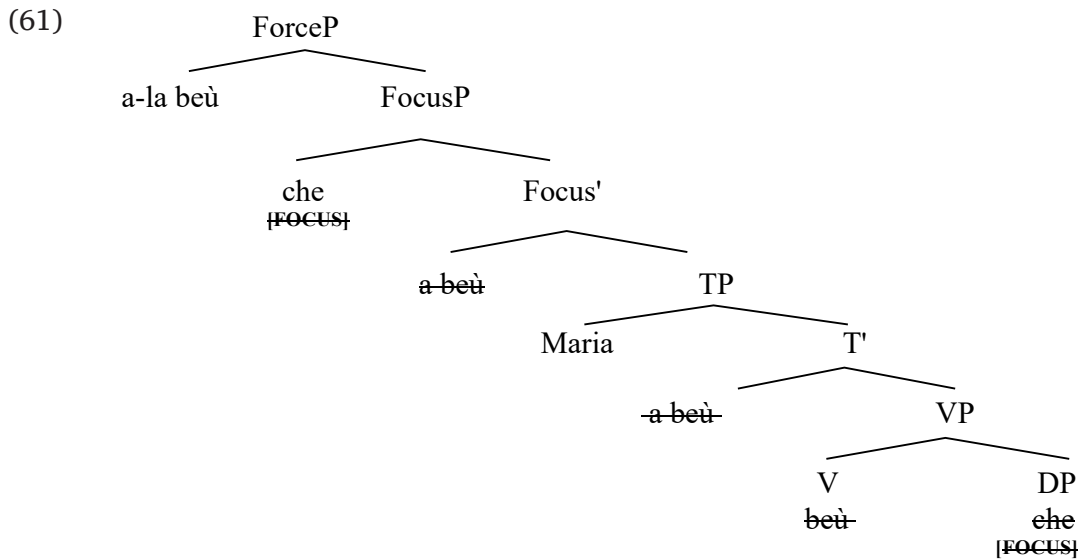 (61)
ForceP
a-la beù FocusP
che Focus'
[FOCUS]
a beù TP
Maria T'
a beù VP
V DP
beù che
[FOCUS]